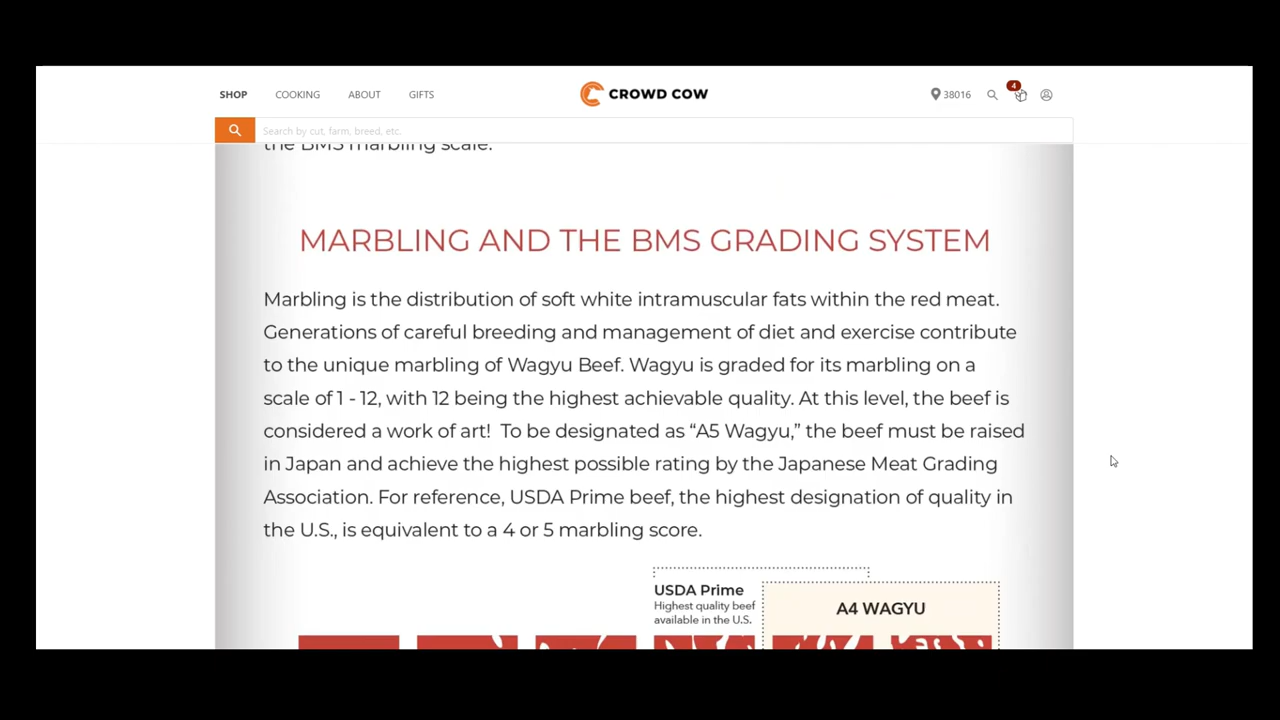 SHOP COOKING ABOUT GIFTS CROWD COW 38016 4
Search by cut, farm, breed, etc.
the BMS marbling scale.
MARBLING AND THE BMS GRADING SYSTEM
Marbling is the distribution of soft white intramuscular fats within the red meat.
Generations of careful breeding and management of diet and exercise contribute
to the unique marbling of Wagyu Beef. Wagyu is graded for its marbling on a
scale of 1 - 12, with 12 being the highest achievable quality. At this level, the beef is
considered a work of art!  To be designated as “A5 Wagyu,” the beef must be raised
in Japan and achieve the highest possible rating by the Japanese Meat Grading
Association. For reference, USDA Prime beef, the highest designation of quality in
the U.S., is equivalent to a 4 or 5 marbling score.
USDA Prime
Highest quality beef
available in the U.S.
A4 WAGYU